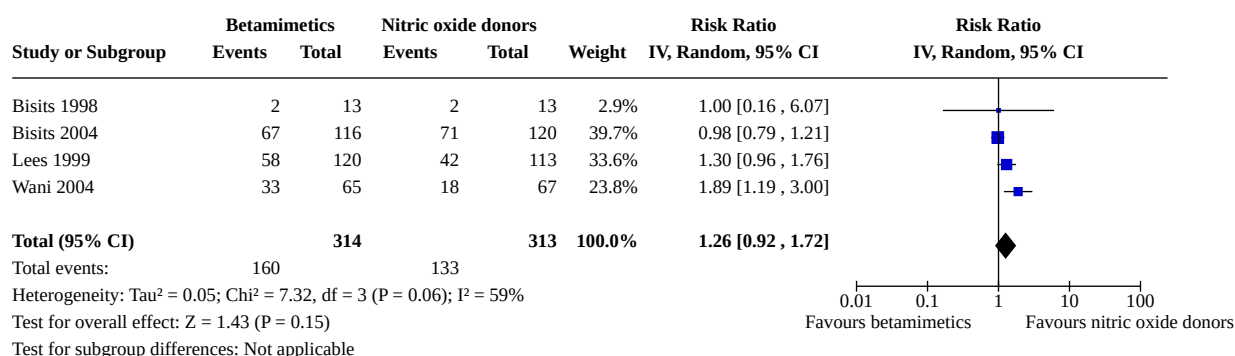 Betamimetics Nitric oxide donors Risk Ratio Risk Ratio
Study or Subgroup Events Total Events Total Weight IV, Random, 95% CI IV, Random, 95% CI
Bisits 1998 2 13 2 13 2.9% 1.00 [0.16 , 6.07]
Bisits 2004 67 116 71 120 39.7% 0.98 [0.79 , 1.21]
Lees 1999 58 120 42 113 33.6% 1.30 [0.96 , 1.76]
Wani 2004 33 65 18 67 23.8% 1.89 [1.19 , 3.00]
Total (95% CI) 314 313 100.0% 1.26 [0.92 , 1.72]
Total events: 160 133
Heterogeneity: Tau² = 0.05; Chi² = 7.32, df = 3 (P = 0.06); I² = 59%
0.01 0.1 1 10 100
Test for overall effect: Z = 1.43 (P = 0.15) Favours betamimetics Favours nitric oxide donors
Test for subgroup differences: Not applicable